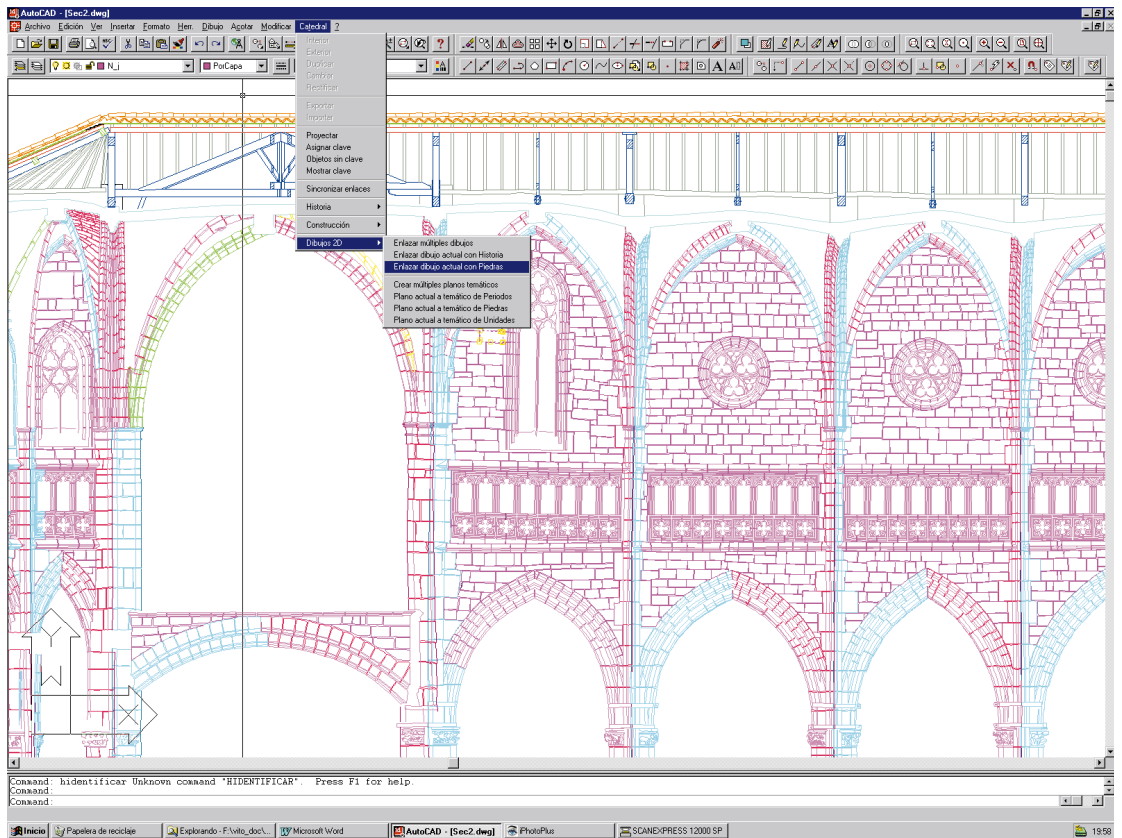 AutoCAD - [Sec2.dwg]
Archivo Edición Ver Insertar Formato Herr. Dibujo Acotar Modificar Catedral ?
N_i
PorCapa
Interior
Exterior
Duplicar
Cambiar
Rectificar
Exportar
Importar
Proyectar
Asignar clave
Objetos sin clave
Mostrar clave
Sincronizar enlaces
Historia
Construcción
Dibujos 2D
Enlazar múltiples dibujos
Enlazar dibujo actual con Historia
Enlazar dibujo actual con Piedras
Crear múltiples planos temáticos
Plano actual a temático de Periodos
Plano actual a temático de Piedras
Plano actual a temático de Unidades
Y
W
X
Command: hidentificar Unknown command "HIDENTIFICAR". Press F1 for help.
Command:
Command:
Inicio Papelera de reciclaje Explorando - F:\vito_doc\... Microsoft Word AutoCAD - [Sec2.dwg] iPhotoPlus SCANEXPRESS 12000 SP 19:58